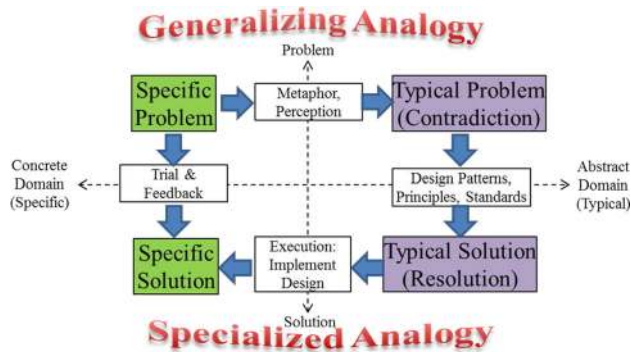 Generalizing Analogy
Problem
Specific
Problem
Metaphor,
Perception
Typical Problem
(Contradiction)
Concrete
Domain
(Specific)
Trial &
Feedback
Design Patterns,
Principles, Standards
Abstract
Domain
(Typical)
Specific
Solution
Execution:
Implement
Design
Typical Solution
(Resolution)
Solution
Specialized Analogy